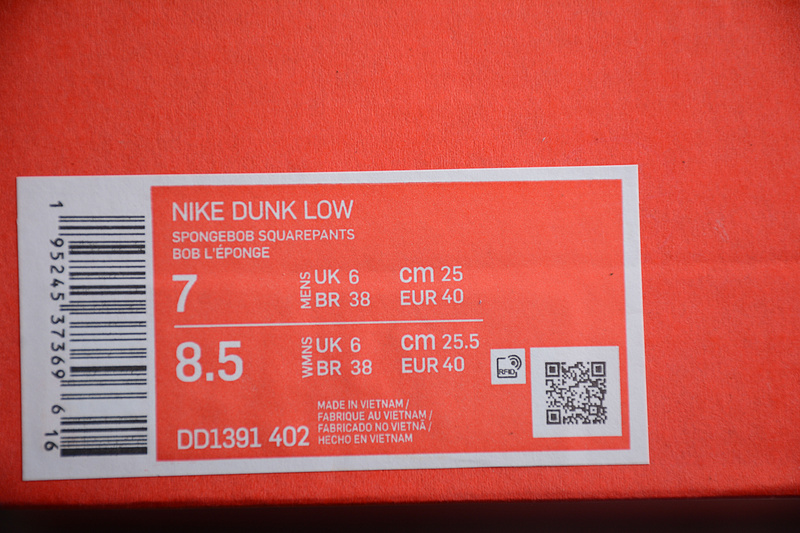 NIKE DUNK LOW
SPONGEBOB SQUAREPANTS
BOB L'ÉPONGE
7 MENS UK 6 cm 25
BR 38 EUR 40
8.5 WMNS UK 6 cm 25.5
BR 38 EUR 40
RFID
MADE IN VIETNAM /
FABRIQUE AU VIETNAM /
FABRICADO NO VIETNÃ /
HECHO EN VIETNAM
DD1391 402
1 95245 37369 6 16